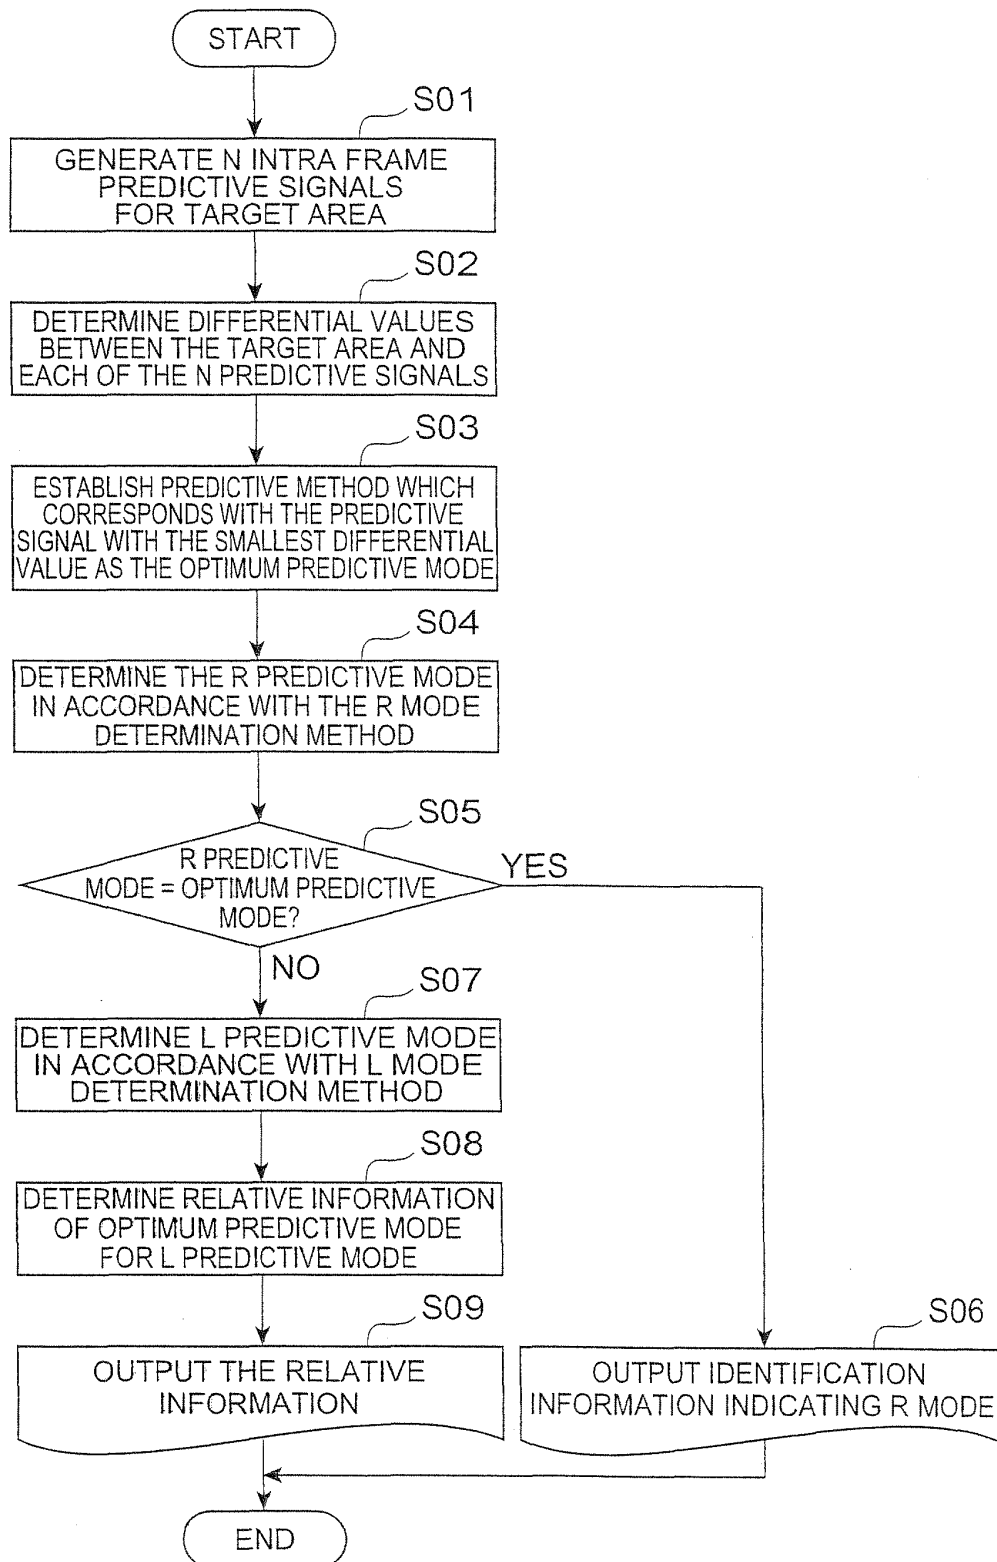 START
S01
GENERATE N INTRA FRAME
PREDICTIVE SIGNALS
FOR TARGET AREA
S02
DETERMINE DIFFERENTIAL VALUES
BETWEEN THE TARGET AREA AND
EACH OF THE N PREDICTIVE SIGNALS
S03
ESTABLISH PREDICTIVE METHOD WHICH
CORRESPONDS WITH THE PREDICTIVE
SIGNAL WITH THE SMALLEST DIFFERENTIAL
VALUE AS THE OPTIMUM PREDICTIVE MODE
S04
DETERMINE THE R PREDICTIVE MODE
IN ACCORDANCE WITH THE R MODE
DETERMINATION METHOD
S05
R PREDICTIVE
MODE = OPTIMUM PREDICTIVE
MODE?
YES
NO
S07
DETERMINE L PREDICTIVE MODE
IN ACCORDANCE WITH L MODE
DETERMINATION METHOD
S08
DETERMINE RELATIVE INFORMATION
OF OPTIMUM PREDICTIVE MODE
FOR L PREDICTIVE MODE
S09
OUTPUT THE RELATIVE
INFORMATION
S06
OUTPUT IDENTIFICATION
INFORMATION INDICATING R MODE
END